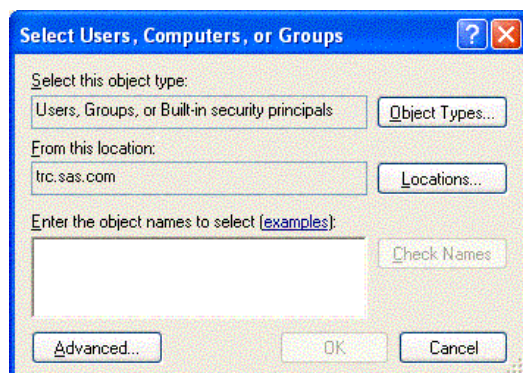 Select Users, Computers, or Groups
?
Select this object type:
Users, Groups, or Built-in security principals
Object Types...
From this location:
trc.sas.com
Locations...
Enter the object names to select (examples):
Check Names
Advanced...
OK
Cancel